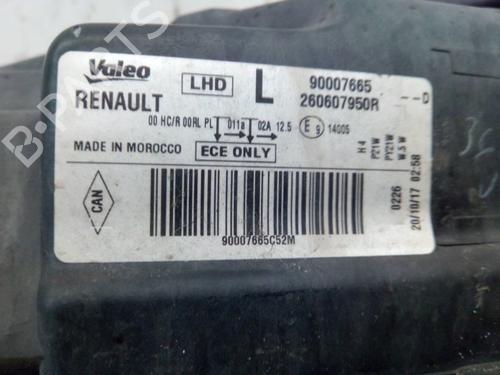 Valeo LHD L 90007665
RENAULT 260607950R ---D
00 HC/R 00RL PL 011a 02A 12.5 E9 14005
MADE IN MOROCCO ECE ONLY
H4
P21W
PY21W
W5W
CAN
0226
20/10/17 02:58
90007665C52M